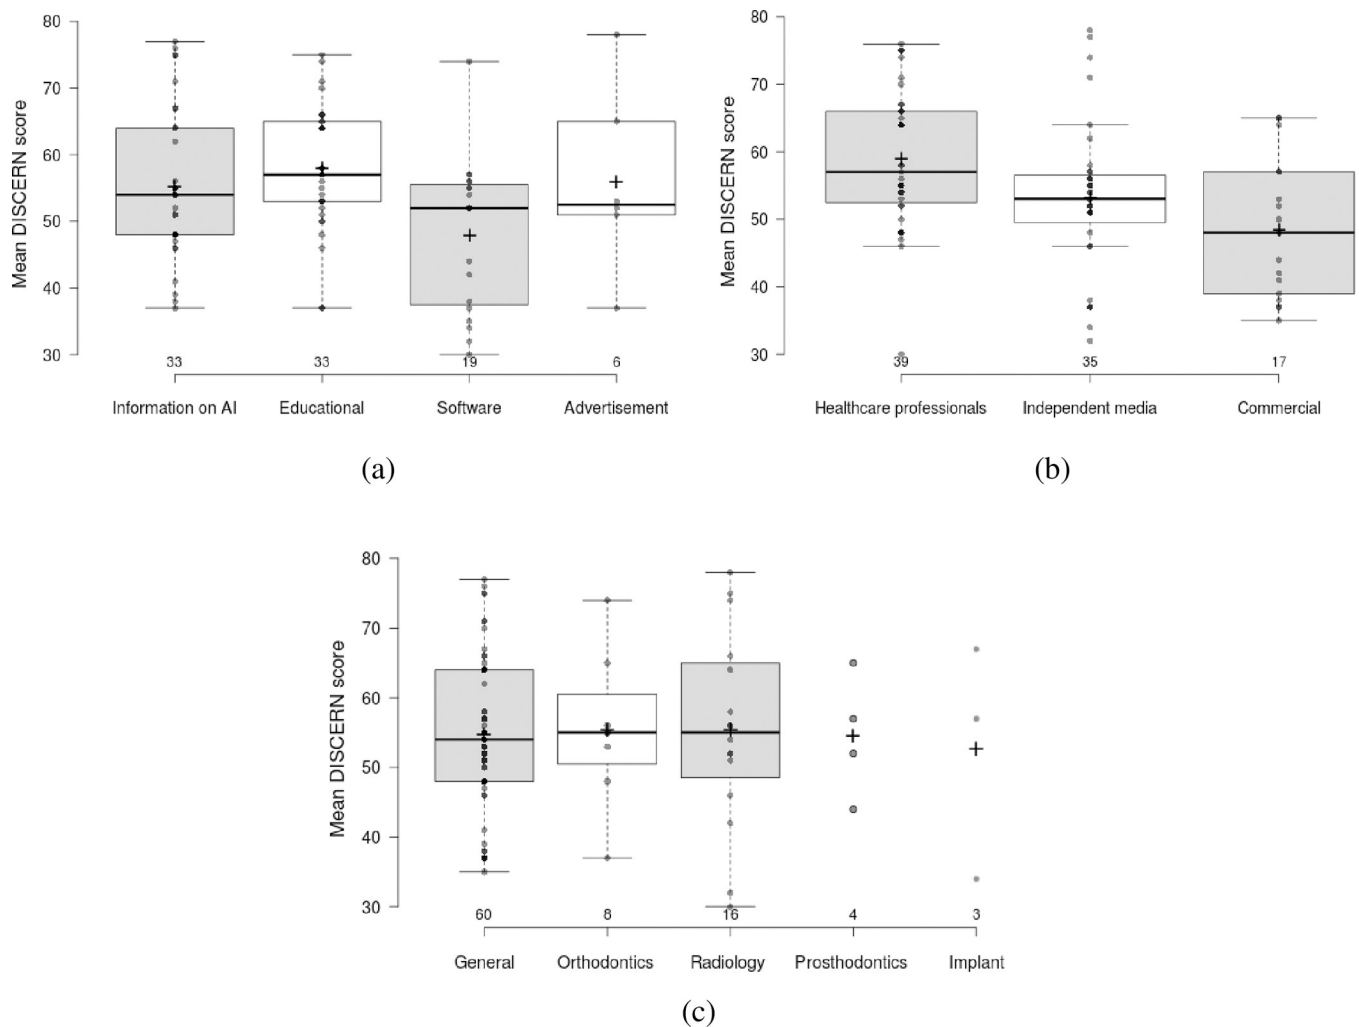 80
70
60
50
40
30
Mean DISCERN score
33
33
19
6
Information on AI
Educational
Software
Advertisement
(a)
80
70
60
50
40
30
Mean DISCERN score
39
35
17
Healthcare professionals
Independent media
Commercial
(b)
80
70
60
50
40
30
Mean DISCERN score
60
8
16
4
3
General
Orthodontics
Radiology
Prosthodontics
Implant
(c)